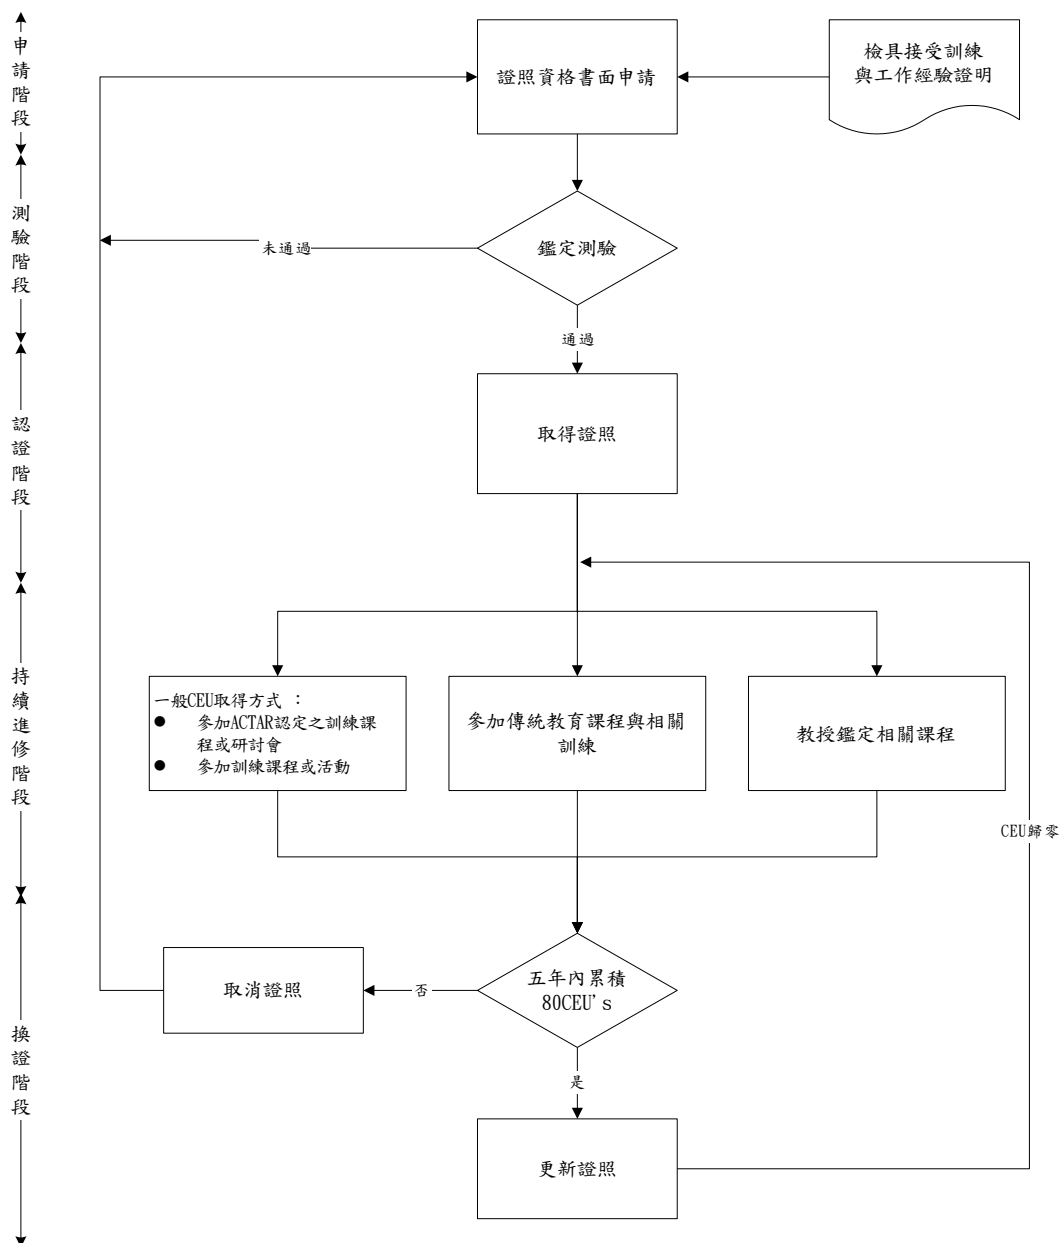 申請階段
證照資格書面申請
檢具接受訓練
與工作經驗證明
測驗階段
未通過
鑑定測驗
通過
認證階段
取得證照
持續進修階段
一般CEU取得方式 :
● 參加ACTAR認定之訓練課
程或研討會
● 參加訓練課程或活動
參加傳統教育課程與相關
訓練
教授鑑定相關課程
CEU歸零
換證階段
取消證照
否
五年內累積
80CEU's
是
更新證照